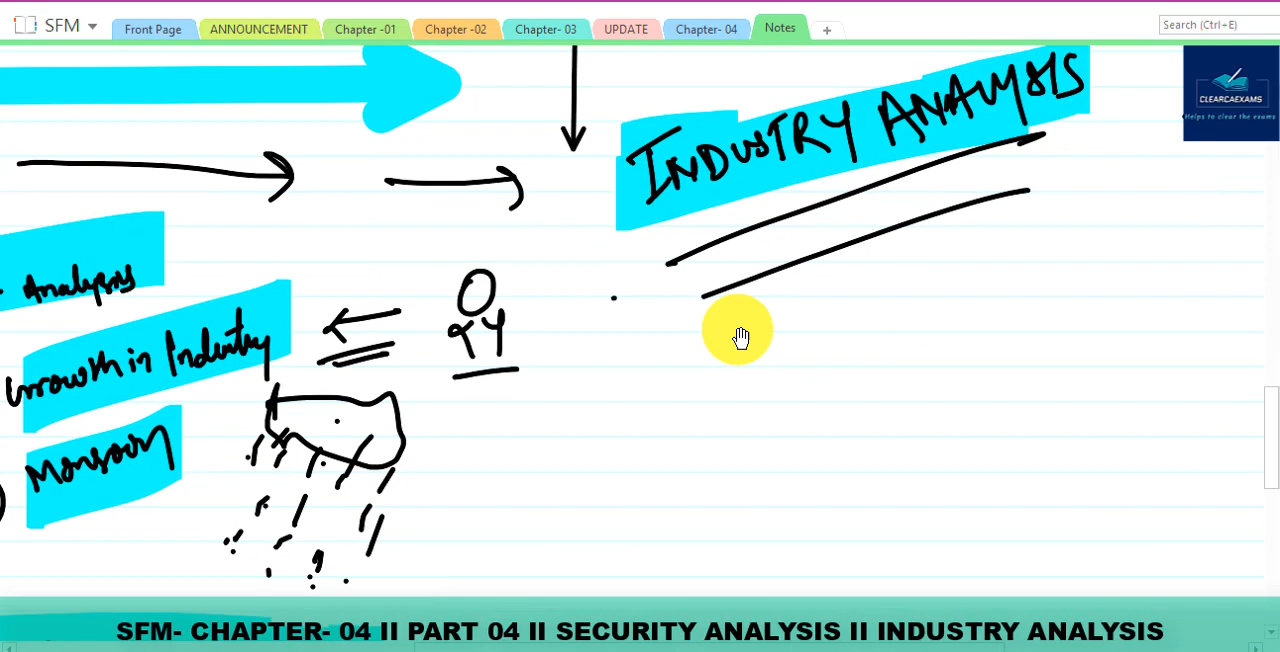 SFM
Front Page
ANNOUNCEMENT
Chapter -01
Chapter -02
Chapter- 03
UPDATE
Chapter- 04
Notes
+
Search (Ctrl+E)
CLEARCAEXAMS
Helps to clear the exams
INDUSTRY ANALYSIS
Analysis
Growth in Industry
Monsoon
SFM- CHAPTER- 04 II PART 04 II SECURITY ANALYSIS II INDUSTRY ANALYSIS